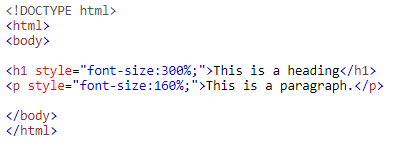 <!DOCTYPE html>
<html>
<body>
<h1 style="font-size:300%;">This is a heading</h1>
<p style="font-size:160%;">This is a paragraph.</p>
</body>
</html>